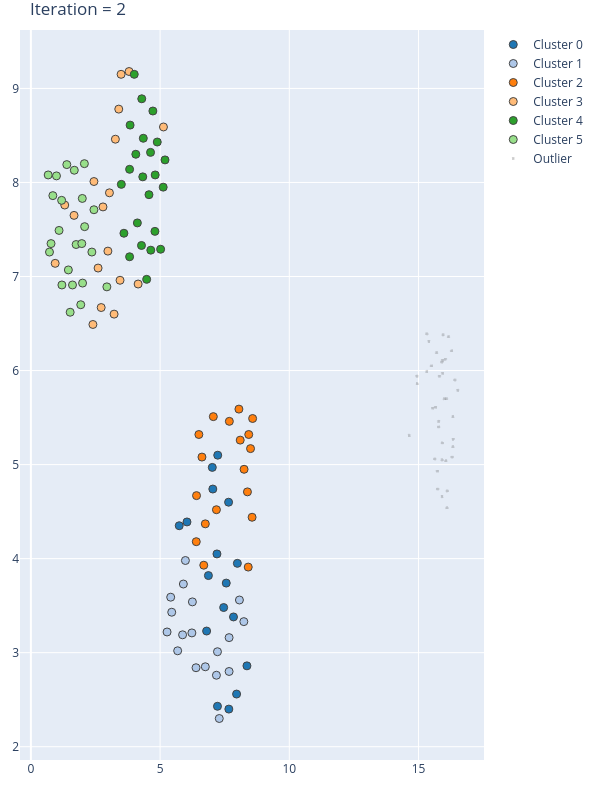 Iteration = 2
Cluster 0
Cluster 1
Cluster 2
Cluster 3
Cluster 4
Cluster 5
Outlier
9
8
7
6
5
4
3
2
0
5
10
15